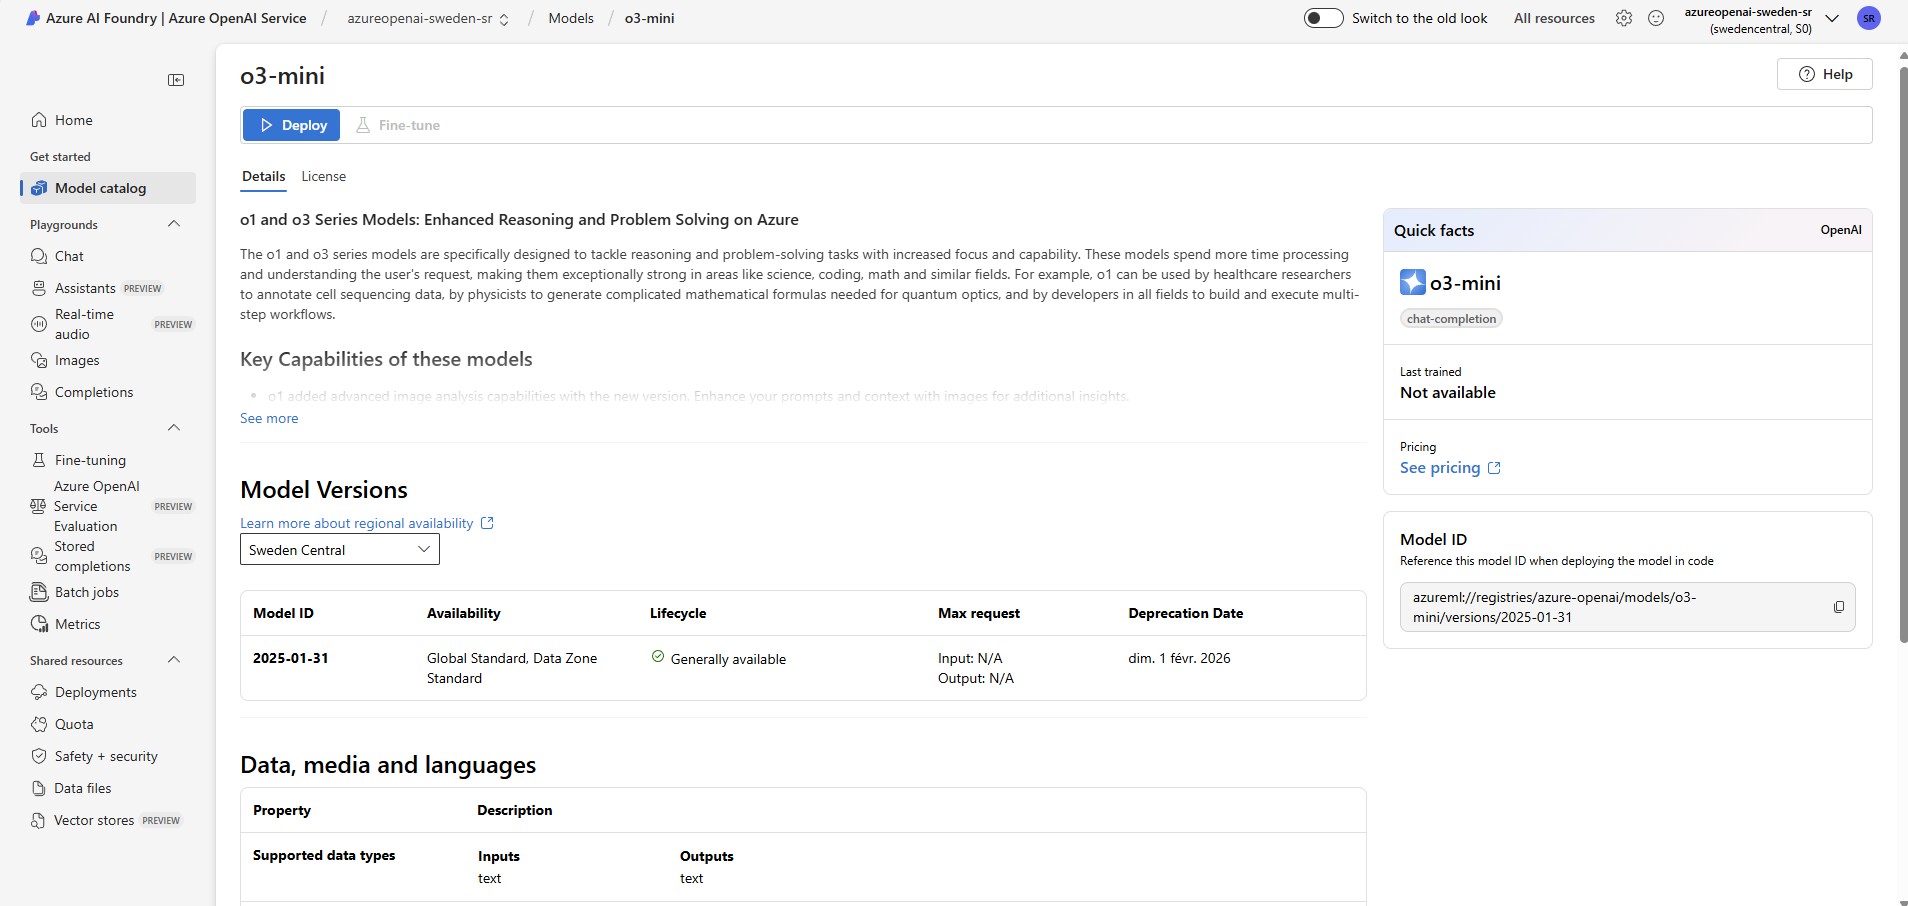 Azure AI Foundry | Azure OpenAI Service / azureopenai-sweden-sr / Models / o3-mini
Switch to the old look
All resources
azureopenai-sweden-sr
(swedencentral, S0)
SR
Home
Get started
Model catalog
Playgrounds
Chat
Assistants PREVIEW
Real-time
audio
PREVIEW
Images
Completions
Tools
Fine-tuning
Azure OpenAI
Service
Evaluation
PREVIEW
Stored
completions
PREVIEW
Batch jobs
Metrics
Shared resources
Deployments
Quota
Safety + security
Data files
Vector stores PREVIEW
o3-mini
Help
Deploy
Fine-tune
Details
License
o1 and o3 Series Models: Enhanced Reasoning and Problem Solving on Azure
The o1 and o3 series models are specifically designed to tackle reasoning and problem-solving tasks with increased focus and capability. These models spend more time processing
and understanding the user's request, making them exceptionally strong in areas like science, coding, math and similar fields. For example, o1 can be used by healthcare researchers
to annotate cell sequencing data, by physicists to generate complicated mathematical formulas needed for quantum optics, and by developers in all fields to build and execute multi-
step workflows.
Key Capabilities of these models
• o1 added advanced image analysis capabilities with the new version. Enhance your prompts and context with images for additional insights.
See more
Model Versions
Learn more about regional availability
Sweden Central
Model ID
Availability
Lifecycle
Max request
Deprecation Date
2025-01-31
Global Standard, Data Zone
Standard
Generally available
Input: N/A
Output: N/A
dim. 1 févr. 2026
Data, media and languages
Property
Description
Supported data types
Inputs
Outputs
text
text
Quick facts
OpenAI
o3-mini
chat-completion
Last trained
Not available
Pricing
See pricing
Model ID
Reference this model ID when deploying the model in code
azureml://registries/azure-openai/models/o3-
mini/versions/2025-01-31